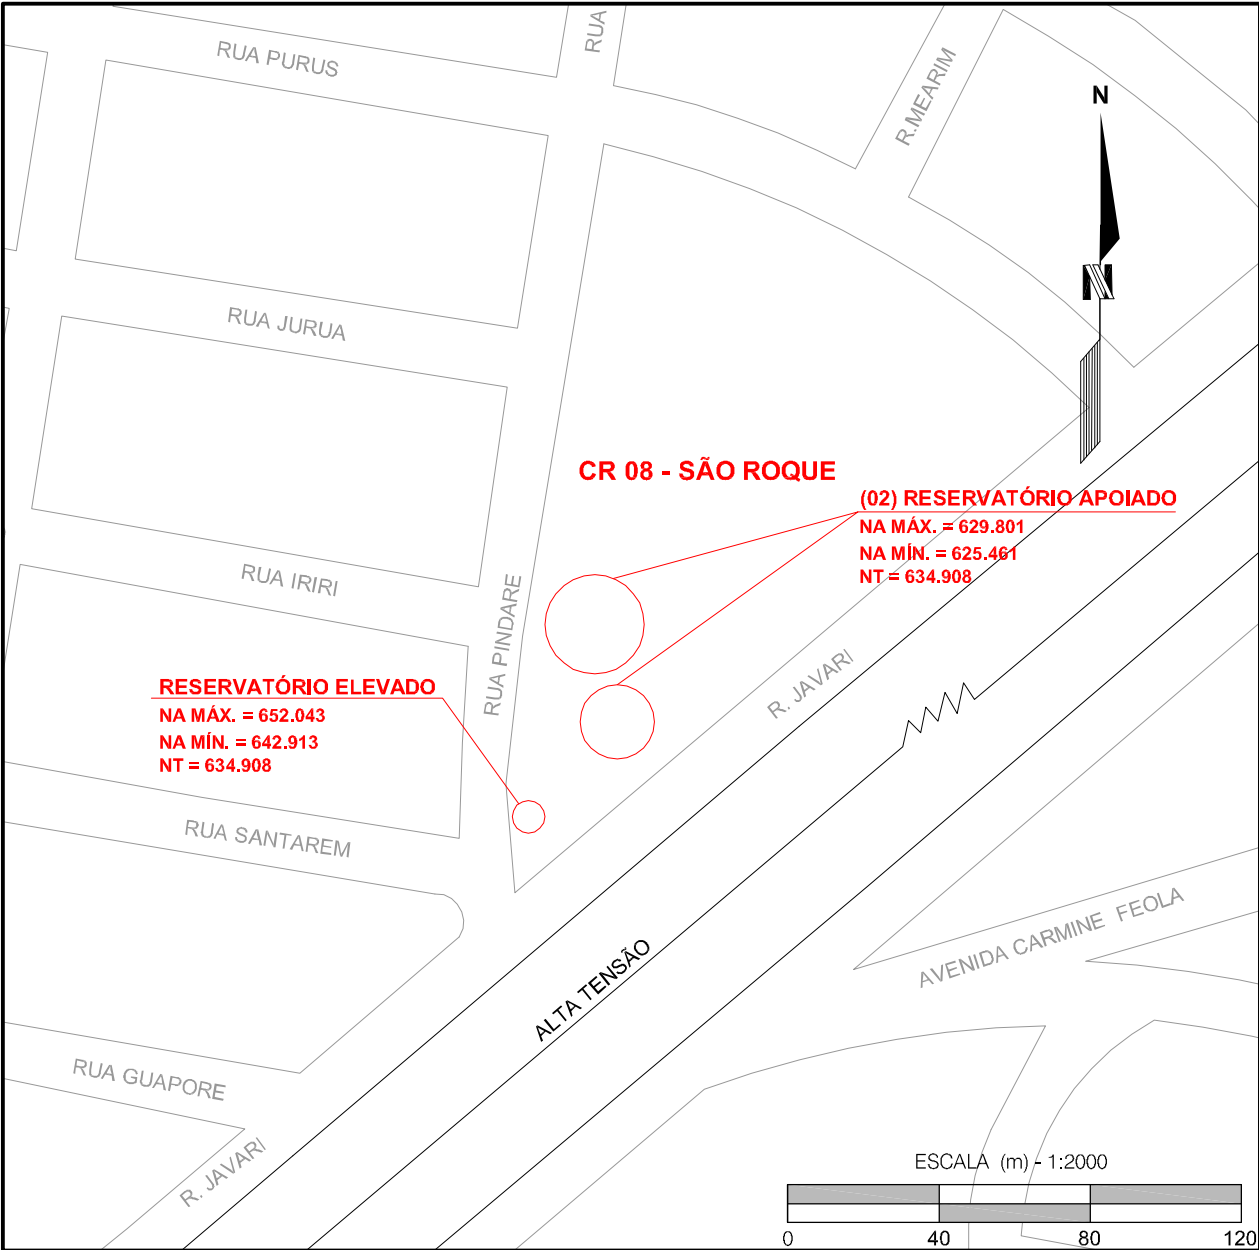 RUA PURUS
RUA
R.MEARIM
N
N
RUA JURUA
CR 08 - SÃO ROQUE
(02) RESERVATÓRIO APOIADO
NA MÁX. = 629.801
NA MÍN. = 625.461
NT = 634.908
RUA IRIRI
RUA PINDARE
R. JAVARI
RESERVATÓRIO ELEVADO
NA MÁX. = 652.043
NA MÍN. = 642.913
NT = 634.908
RUA SANTAREM
ALTA TENSÃO
AVENIDA CARMINE FEOLA
RUA GUAPORE
R. JAVARI
ESCALA (m) - 1:2000
0 40 80 120